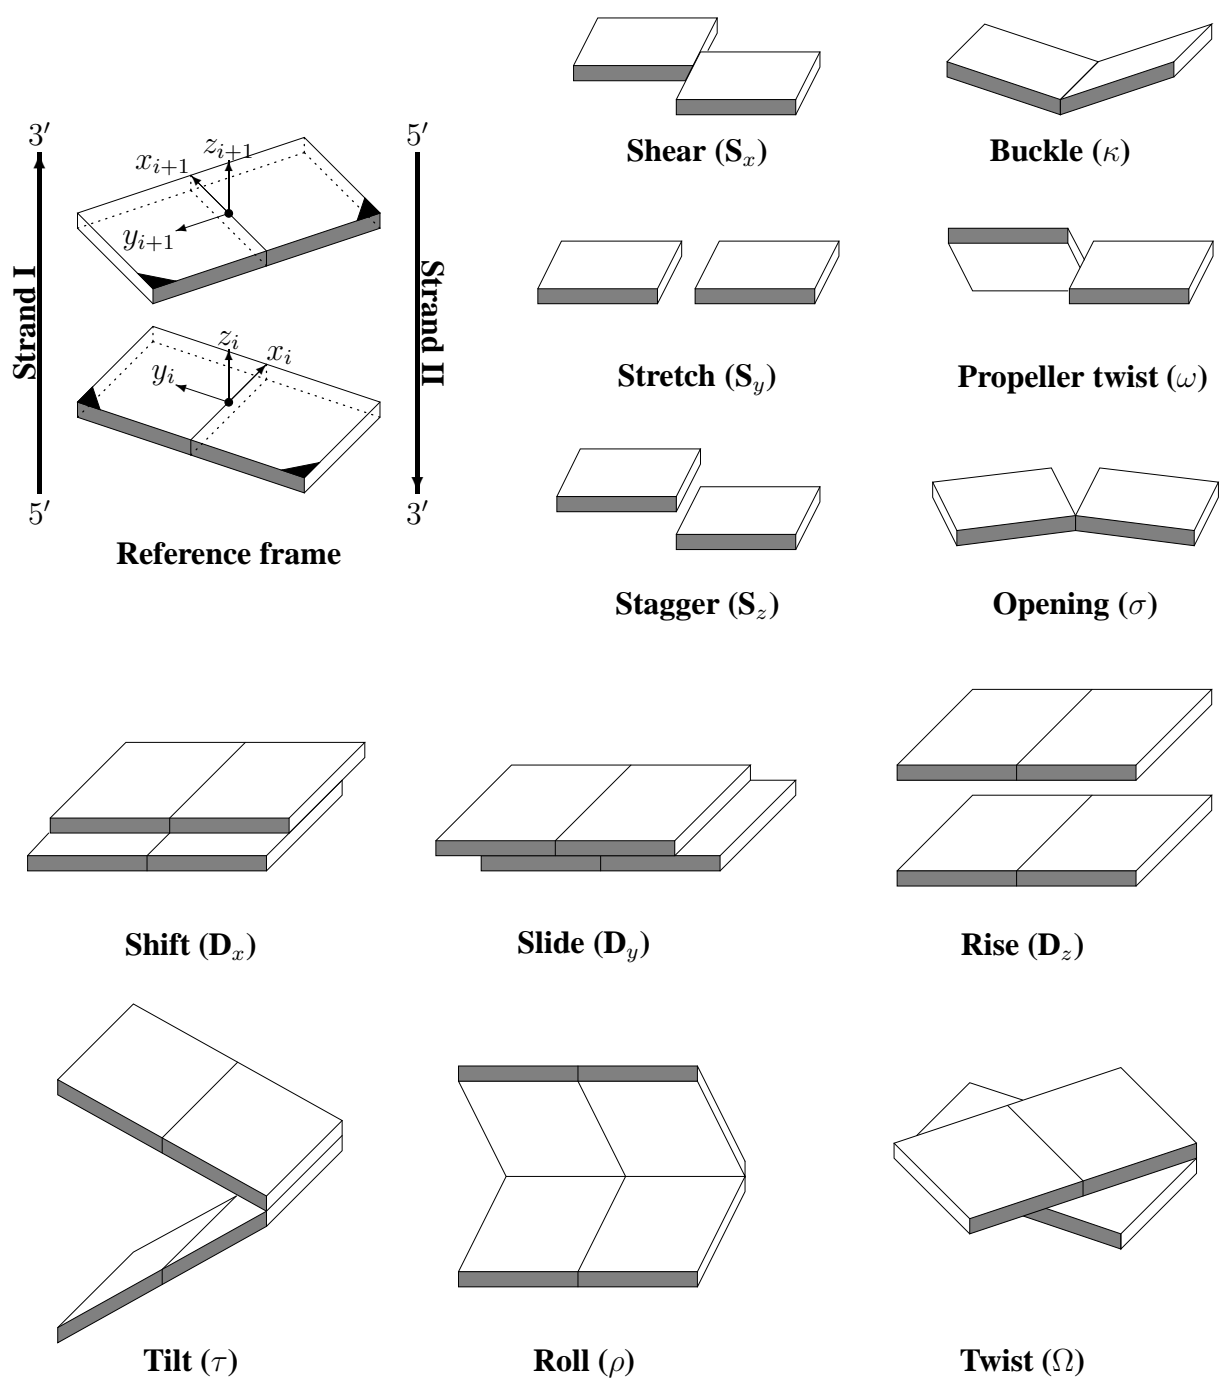 3′
5′
z_{i+1}
x_{i+1}
y_{i+1}
Strand I
Strand II
z_i
x_i
y_i
5′
3′
Reference frame
Shear (S_x)
Buckle (κ)
Stretch (S_y)
Propeller twist (ω)
Stagger (S_z)
Opening (σ)
Shift (D_x)
Slide (D_y)
Rise (D_z)
Tilt (τ)
Roll (ρ)
Twist (Ω)